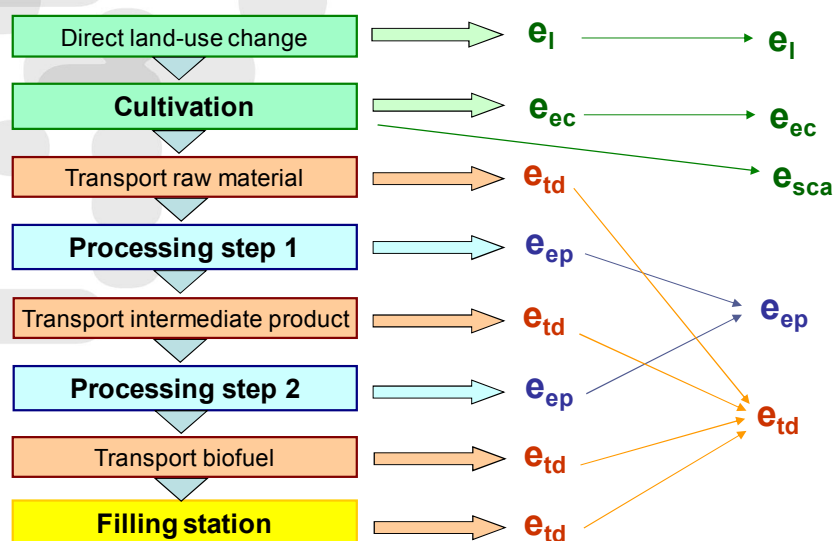 Direct land-use change e_l e_l
Cultivation e_ec e_ec
e_sca
Transport raw material e_td
Processing step 1 e_ep
e_ep
Transport intermediate product e_td
Processing step 2 e_ep
e_td
Transport biofuel e_td
Filling station e_td